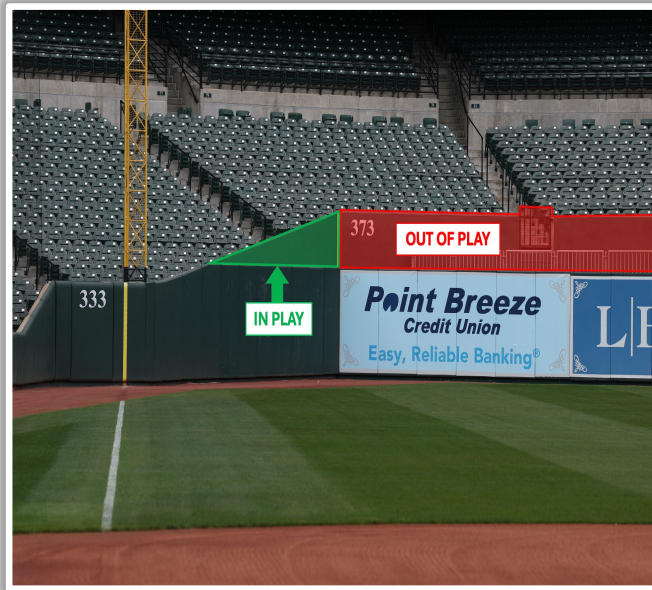 373
OUT OF PLAY
333
IN PLAY
Point Breeze
Credit Union
Easy, Reliable Banking®